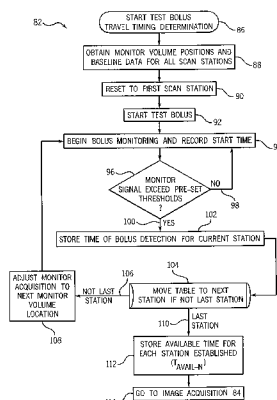 START TEST BOLUS
TRAVEL TIMING DETERMINATION
82
86
OBTAIN MONITOR VOLUME POSITIONS AND
BASELINE DATA FOR ALL SCAN STATIONS
88
RESET TO FIRST SCAN STATION
90
START TEST BOLUS
92
BEGIN BOLUS MONITORING AND RECORD START TIME
96
MONITOR
SIGNAL EXCEED PRE-SET
THRESHOLDS
?
NO
98
100
YES
102
STORE TIME OF BOLUS DETECTION FOR CURRENT STATION
104
106
NOT LAST
STATION
MOVE TABLE TO NEXT
STATION IF NOT LAST STATION
ADJUST MONITOR
ACQUISITION TO
NEXT MONITOR
VOLUME
LOCATION
108
110
LAST
STATION
STORE AVAILABLE TIME FOR
EACH STATION ESTABLISHED
(TAVAIL-N)
112
GO TO IMAGE ACQUISITION 84